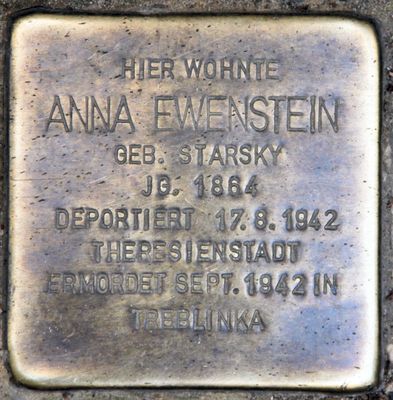 HIER WOHNTE
ANNA EWENSTEIN
GEB. STARSKY
JG. 1864
DEPORTIERT 17.8.1942
THERESIENSTADT
ERMORDET SEPT. 1942 IN
TREBLINKA